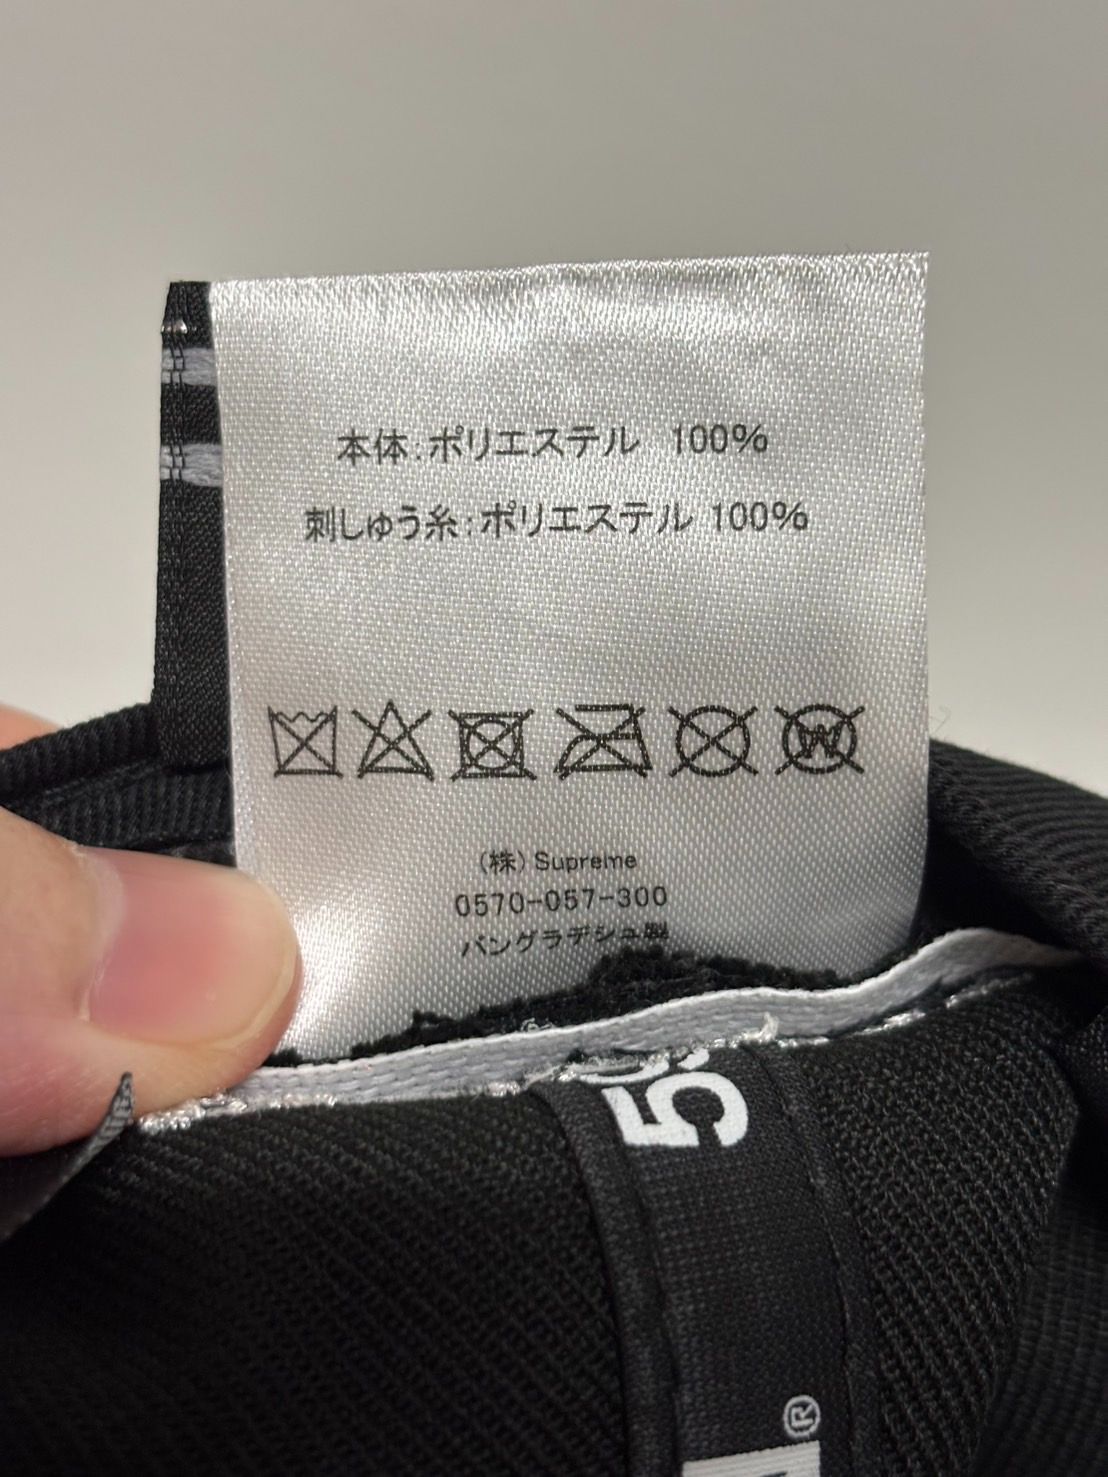 本体:ポリエステル 100%
刺しゅう糸:ポリエステル 100%
W
(株)Supreme
0570-057-300
バングラデシュ製
59
®